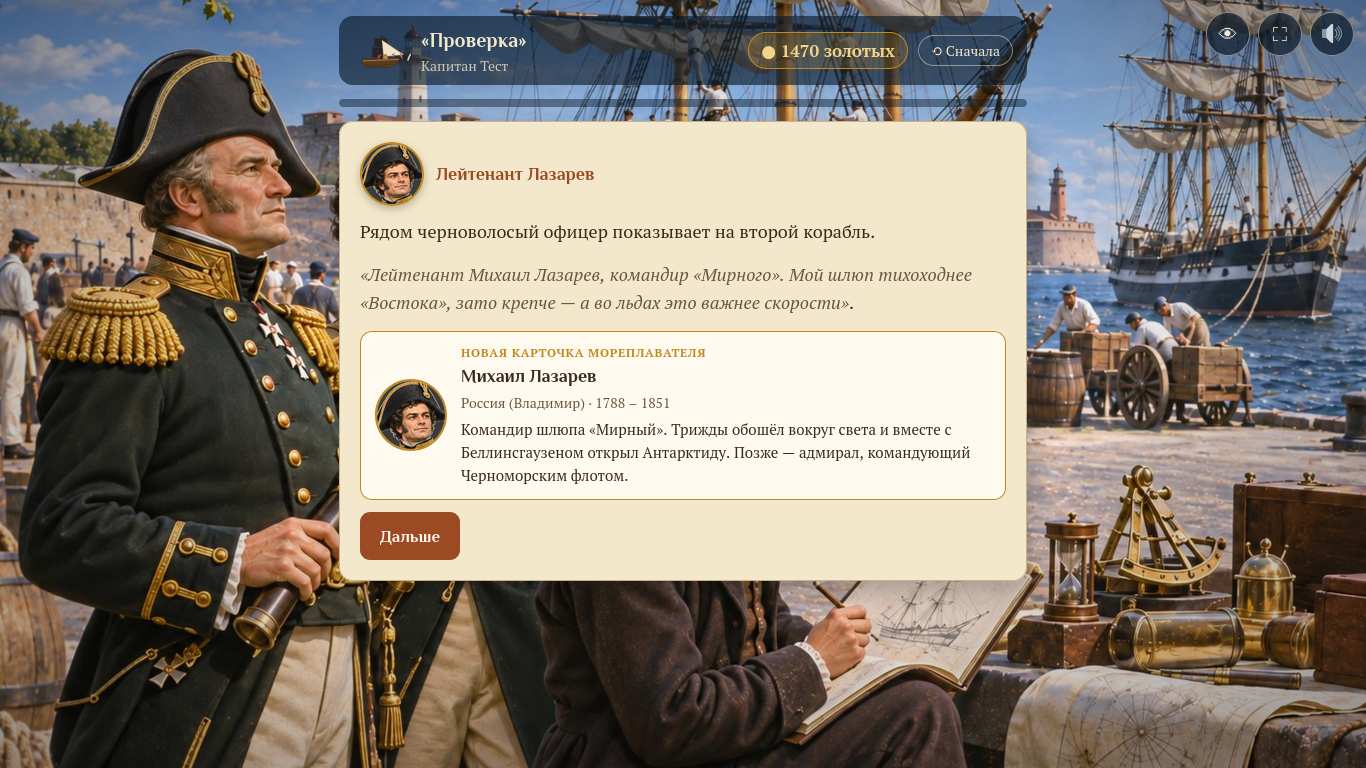 «Проверка»
Капитан Тест
1470 золотых
⟲ Сначала
Лейтенант Лазарев
Рядом черноволосый офицер показывает на второй корабль.
«Лейтенант Михаил Лазарев, командир «Мирного». Мой шлюп тихоходнее
«Востока», зато крепче — а во льдах это важнее скорости».
НОВАЯ КАРТОЧКА МОРЕПЛАВАТЕЛЯ
Михаил Лазарев
Россия (Владимир) · 1788 – 1851
Командир шлюпа «Мирный». Трижды обошёл вокруг света и вместе с
Беллинсгаузеном открыл Антарктиду. Позже — адмирал, командующий
Черноморским флотом.
Дальше